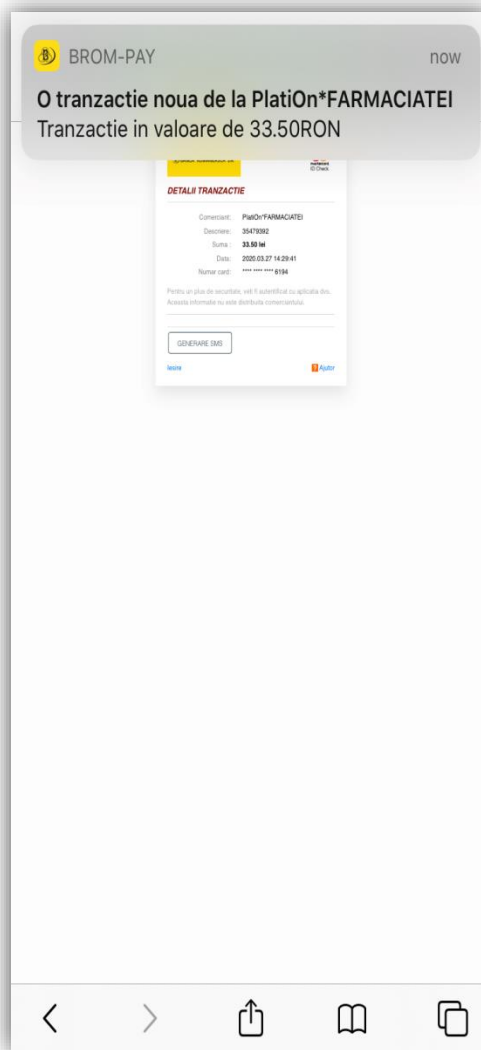 BROM-PAY now
O tranzactie noua de la PlatiOn*FARMACIATEI
Tranzactie in valoare de 33.50RON
ID Check
DETALII TRANZACTIE
Comerciant: PlatiOn*FARMACIATEI
Descriere: 35479392
Suma : 33.50 lei
Data: 2020.03.27 14:29:41
Numar card: **** **** **** 6194
Pentru un plus de securitate, veti fi autentificat cu aplicatia dvs.
Aceasta informatie nu este distribuita comerciantului
GENERARE SMS
Iesire ? Ajutor